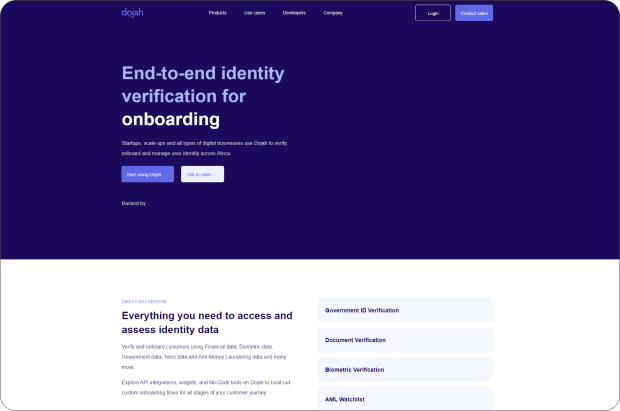 dojah
Products Use cases Developers Company Login Contact sales
End-to-end identity
verification for
onboarding
Startups, scale-ups and all types of digital businesses use Dojah to verify,
onboard and manage user identity across Africa.
Start using Dojah Talk to sales
Backed by
DIRECT INTEGRATION
Everything you need to access and
assess identity data
Verify and onboard customers using Financial data, Biometric data,
Government data, Telco data and Anti-Money Laundering data and many
more.
Explore API integrations, widgets, and No-Code tools on Dojah to build out
custom onboarding flows for all stages of your customer journey.
Government ID Verification
Document Verification
Biometric Verification
AML Watchlist